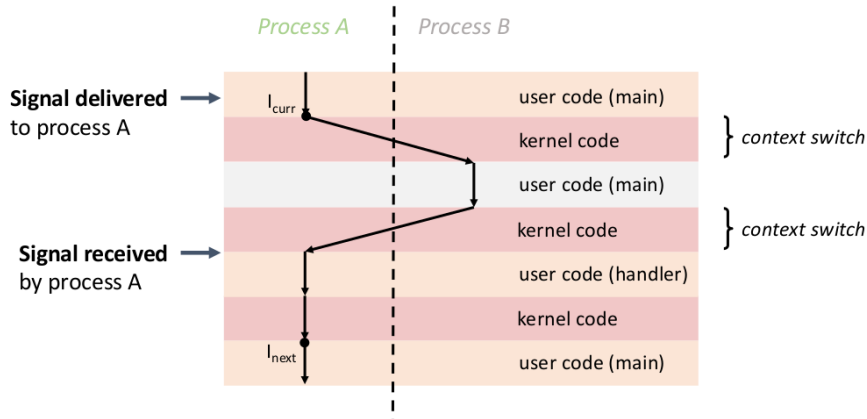 Process A
Process B
Signal delivered
to process A
I_curr
user code (main)
kernel code
context switch
user code (main)
kernel code
context switch
Signal received
by process A
user code (handler)
kernel code
I_next
user code (main)